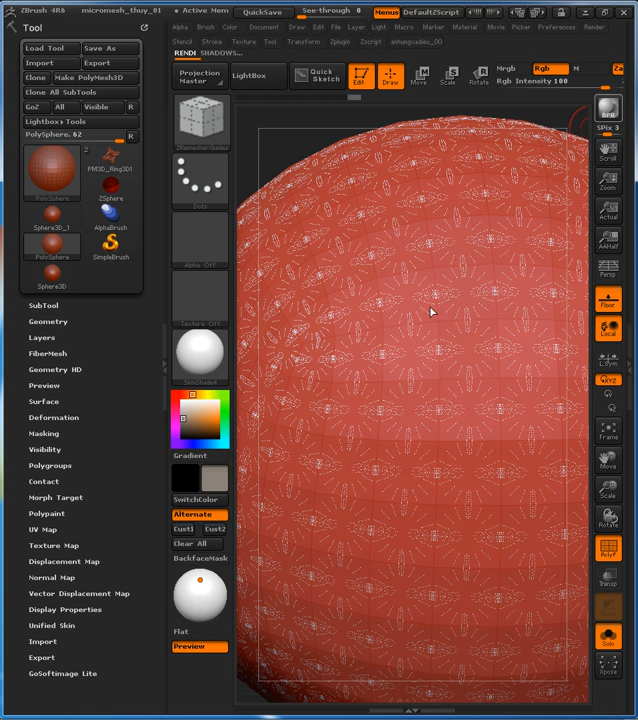 ZBrush 4R6 micromesh_thuy_01 • Active Mem QuickSave See-through 0 Menus DefaultZScript
Tool
Alpha Brush Color Document Draw Edit File Layer Light Macro Marker Material Movie Picker Preferences Render
Stencil Stroke Texture Tool Transform Zplugin Zscript
Load Tool Save As
RENDI SHADOWS...
Import Export
Clone Make PolyMesh3D
Projection
Master
LightBox
Quick
Sketch
Edit Draw Move Scale Rotate
Mrgb Rgb M
Rgb Intensity 100
Clone All SubTools
GoZ All Visible R
Lightbox▸Tools
PolySphere. 62 R
2
PolySphere
PM3D_Ring3D1
ZSphere
Sphere3D_1
AlphaBrush
PolySphere
SimpleBrush
Sphere3D
SubTool
Geometry
Layers
FiberMesh
Geometry HD
Preview
Surface
Deformation
Masking
Visibility
Polygroups
Contact
Morph Target
Polypaint
UV Map
Texture Map
Displacement Map
Normal Map
Vector Displacement Map
Display Properties
Unified Skin
Import
Export
GoSoftimage Lite
ZRemesherGuides
Dots
Alpha Off
Texture Off
SkinShade4
Gradient
SwitchColor
Alternate
Cust1 Cust2
Clear All
BackfaceMask
Flat
Preview
BPR
SPix 3
Scroll
Zoom
Actual
AAHalf
Persp
Floor
Local
L.Sym
XYZ
Frame
Move
Scale
Rotate
PolyF
Transp
Solo
Xpose